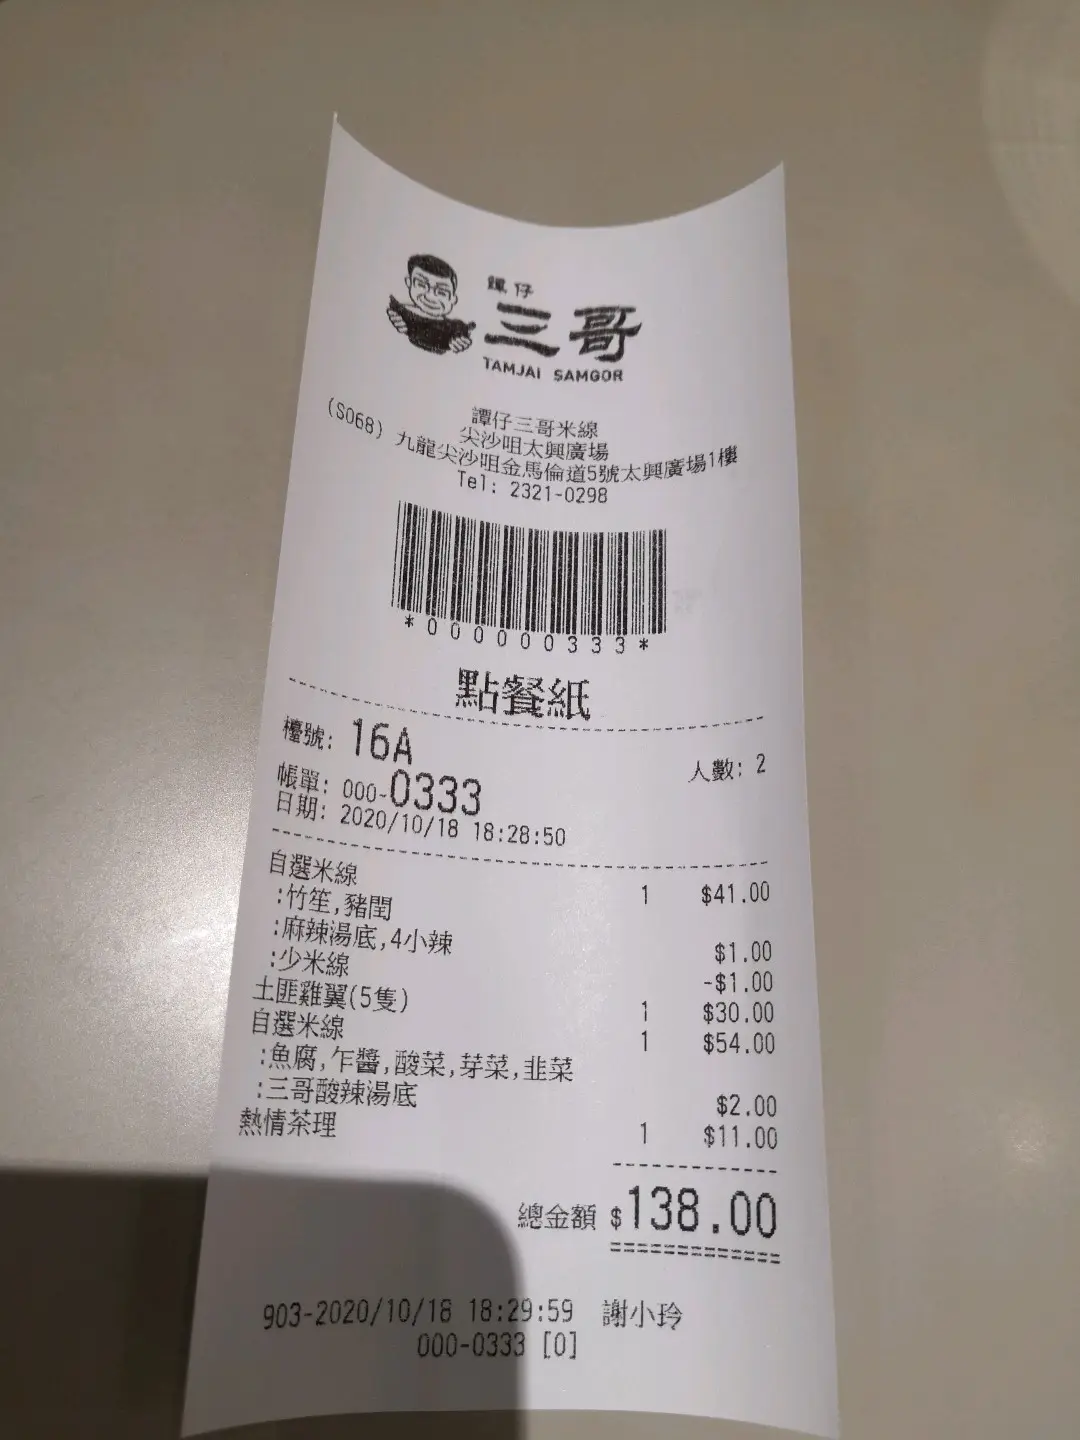 譚仔
三哥
TAMJAI SAMGOR
譚仔三哥米線
(S068) 尖沙咀太興廣場
九龍尖沙咀金馬倫道5號太興廣場1樓
Tel: 2321-0298
*000000333*
點餐紙
檯號: 16A 人數: 2
帳單: 000-0333
日期: 2020/10/18 18:28:50
自選米線 1 $41.00
:竹笙,豬閏
:麻辣湯底,4小辣 $1.00
:少米線 -$1.00
土匪雞翼(5隻) 1 $30.00
自選米線 1 $54.00
:魚腐,乍醬,酸菜,芽菜,韭菜
:三哥酸辣湯底 $2.00
熱情茶理 1 $11.00
總金額 $138.00
903-2020/10/18 18:29:59 謝小玲
000-0333 [0]